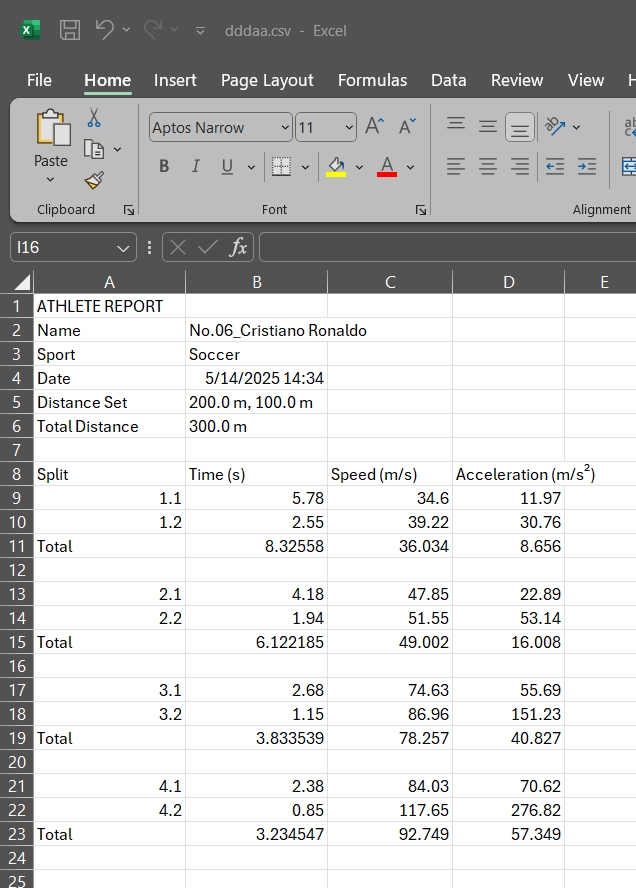 dddaa.csv - Excel
File Home Insert Page Layout Formulas Data Review View H
Aptos Narrow 11
Paste
B I U
Clipboard Font Alignment
I16 fx
A B C D E
1 ATHLETE REPORT
2 Name No.06_Cristiano Ronaldo
3 Sport Soccer
4 Date 5/14/2025 14:34
5 Distance Set 200.0 m, 100.0 m
6 Total Distance 300.0 m
7
8 Split Time (s) Speed (m/s) Acceleration (m/s²)
9 1.1 5.78 34.6 11.97
10 1.2 2.55 39.22 30.76
11 Total 8.32558 36.034 8.656
12
13 2.1 4.18 47.85 22.89
14 2.2 1.94 51.55 53.14
15 Total 6.122185 49.002 16.008
16
17 3.1 2.68 74.63 55.69
18 3.2 1.15 86.96 151.23
19 Total 3.833539 78.257 40.827
20
21 4.1 2.38 84.03 70.62
22 4.2 0.85 117.65 276.82
23 Total 3.234547 92.749 57.349
24
25